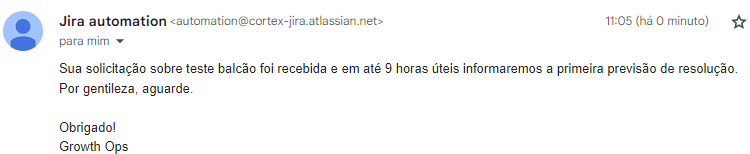 Jira automation <automation@cortex-jira.atlassian.net> 11:05 (há 0 minuto)
para mim
Sua solicitação sobre teste balcão foi recebida e em até 9 horas úteis informaremos a primeira previsão de resolução.
Por gentileza, aguarde.
Obrigado!
Growth Ops